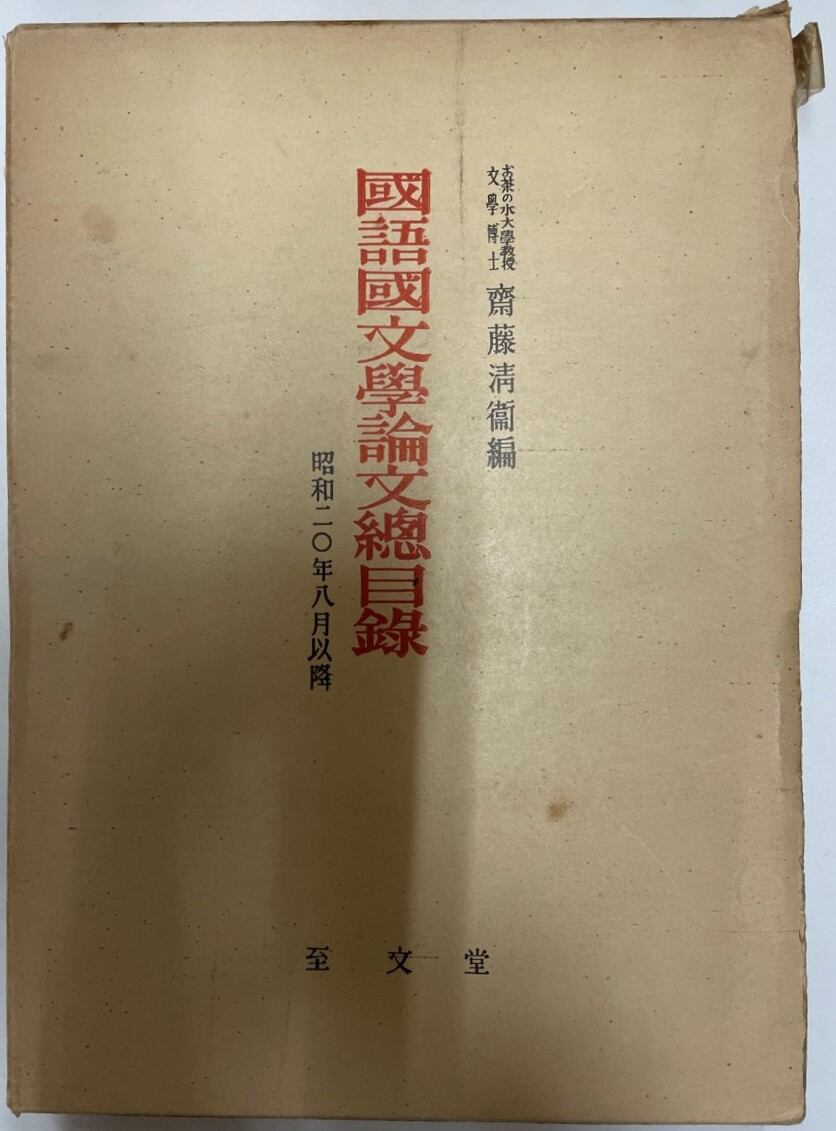 お茶の水大學教授
文學博士
齋藤淸衞編
國語國文學論文總目錄
昭和二〇年八月以降
至文堂